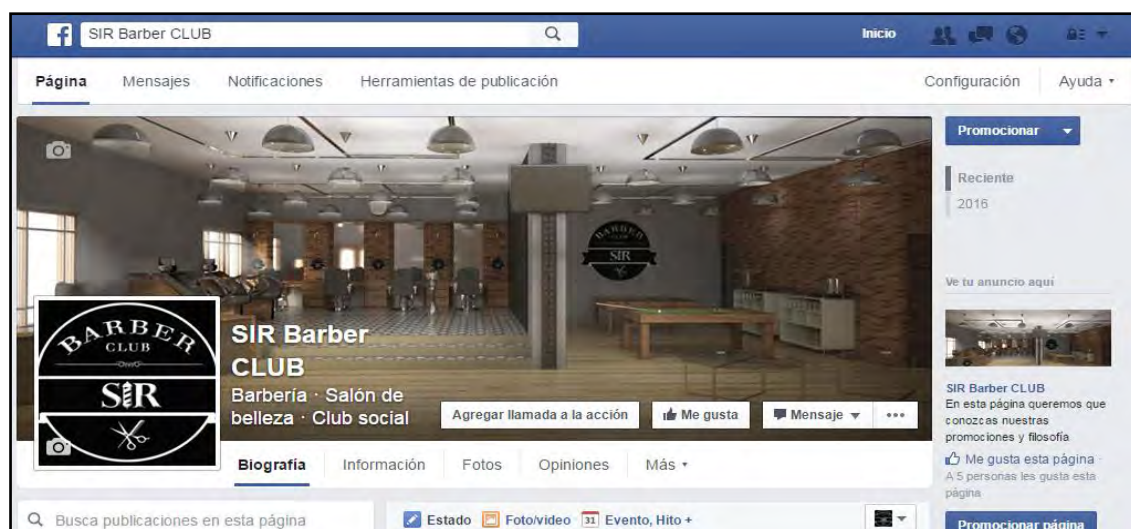 SIR Barber CLUB
Inicio
Página Mensajes Notificaciones Herramientas de publicación Configuración Ayuda
Promocionar
Reciente
2016
BARBER
CLUB
SIR
Ve tu anuncio aquí
BARBER
CLUB
SIR
SIR Barber
CLUB
Barbería · Salón de
belleza · Club social
Agregar llamada a la acción Me gusta Mensaje
SIR Barber CLUB
En esta página queremos que
conozcas nuestras
promociones y filosofía
Me gusta esta página ·
A 5 personas les gusta esta
página
Promocionar página
Biografía Información Fotos Opiniones Más
Busca publicaciones en esta página
Estado Foto/video 31 Evento, Hito +